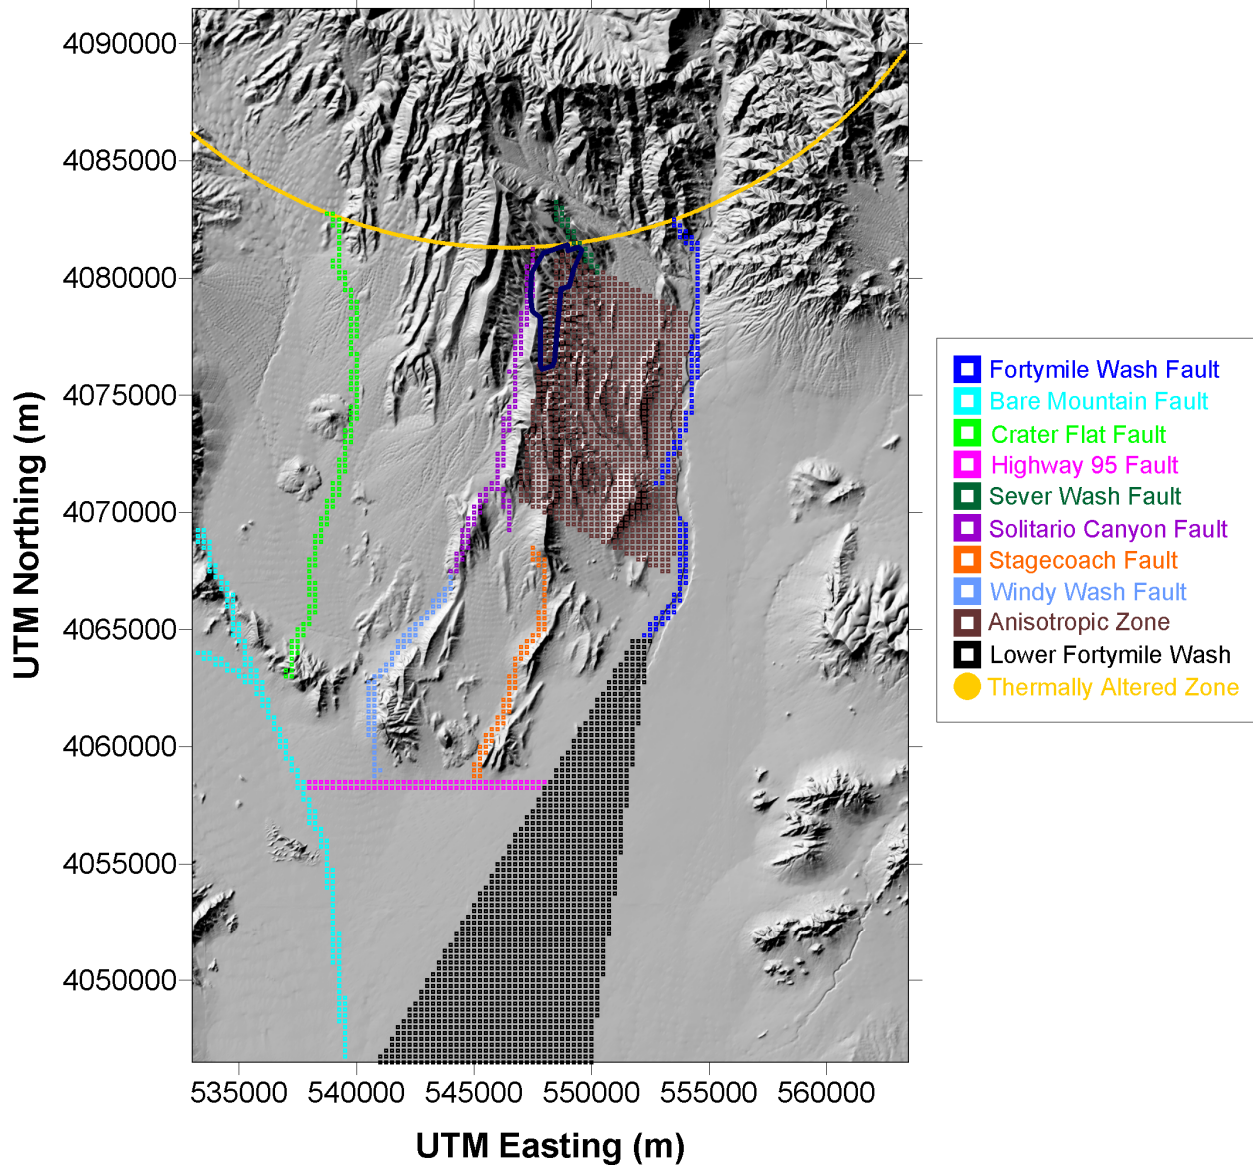 4090000
4085000
4080000
4075000
4070000
4065000
4060000
4055000
4050000
UTM Northing (m)
535000 540000 545000 550000 555000 560000
UTM Easting (m)
Fortymile Wash Fault
Bare Mountain Fault
Crater Flat Fault
Highway 95 Fault
Sever Wash Fault
Solitario Canyon Fault
Stagecoach Fault
Windy Wash Fault
Anisotropic Zone
Lower Fortymile Wash
Thermally Altered Zone